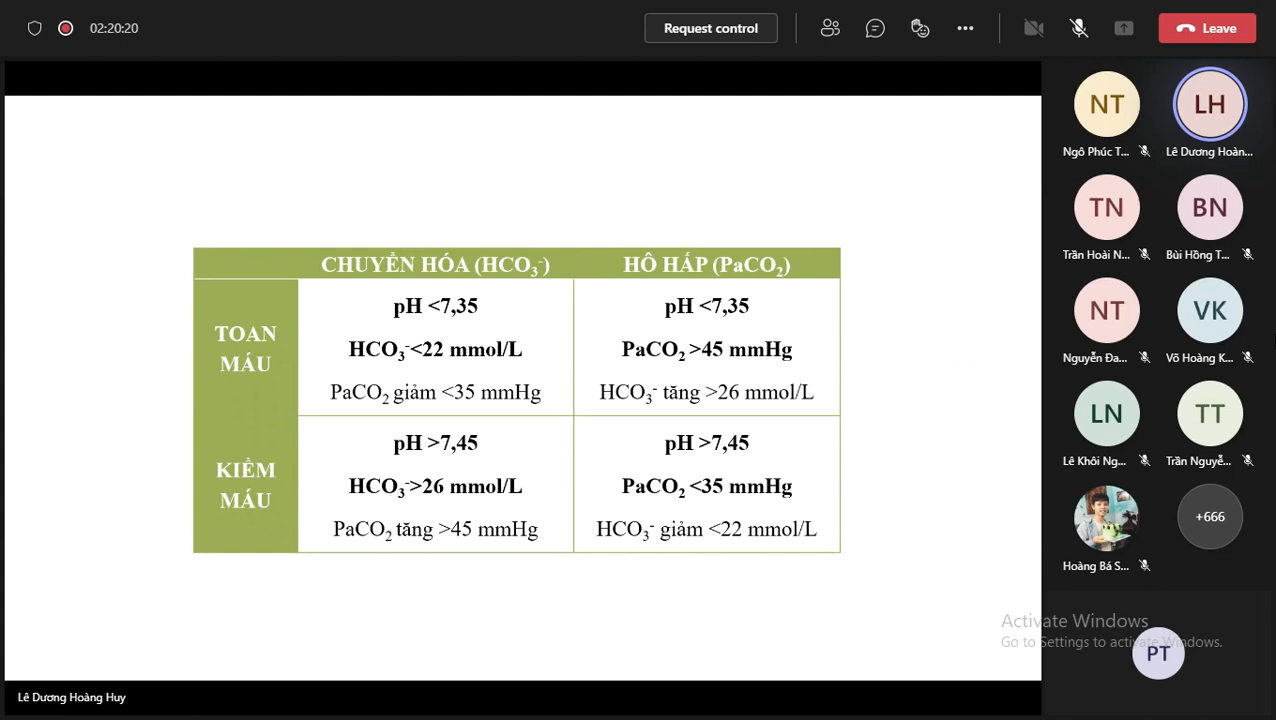 02:20:20
Request control
Leave
CHUYỂN HÓA (HCO₃⁻)
HÔ HẤP (PaCO₂)
TOAN
MÁU
pH <7,35
HCO₃⁻<22 mmol/L
PaCO₂ giảm <35 mmHg
pH <7,35
PaCO₂ >45 mmHg
HCO₃⁻ tăng >26 mmol/L
KIỀM
MÁU
pH >7,45
HCO₃⁻>26 mmol/L
PaCO₂ tăng >45 mmHg
pH >7,45
PaCO₂ <35 mmHg
HCO₃⁻ giảm <22 mmol/L
Lê Dương Hoàng Huy
NT
Ngô Phúc T...
LH
Lê Dương Hoàn...
TN
Trần Hoài N...
BN
Bùi Hồng T...
NT
Nguyễn Đa...
VK
Võ Hoàng K...
LN
Lê Khôi Ng...
TT
Trần Nguyễ...
Hoàng Bá S...
+666
Activate Windows
Go to Settings to activate Windows.
PT